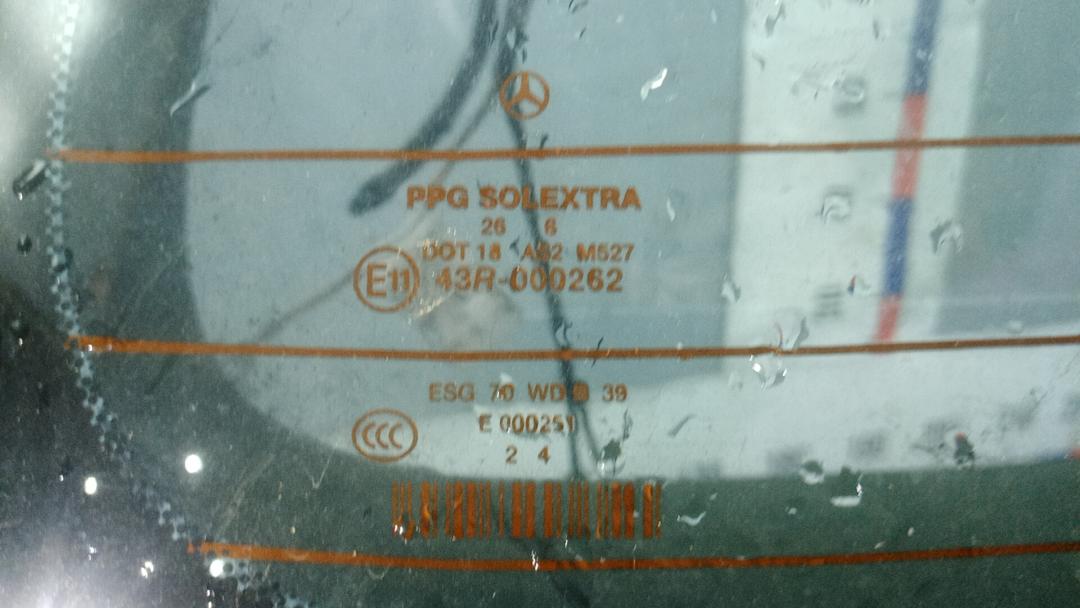 PPG SOLEXTRA
26 6
DOT 18 AS2 M527
E11 43R-000262
ESG 70 WD 39
CCC
E 000251
2 4